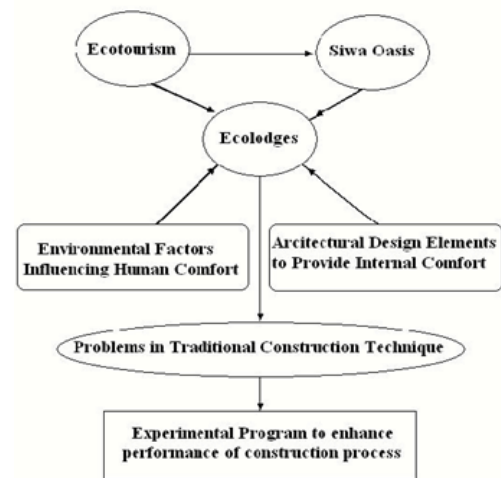 Ecotourism
Siwa Oasis
Ecolodges
Environmental Factors
Influencing Human Comfort
Arcitectural Design Elements
to Provide Internal Comfort
Problems in Traditional Construction Technique
Experimental Program to enhance
performance of construction process